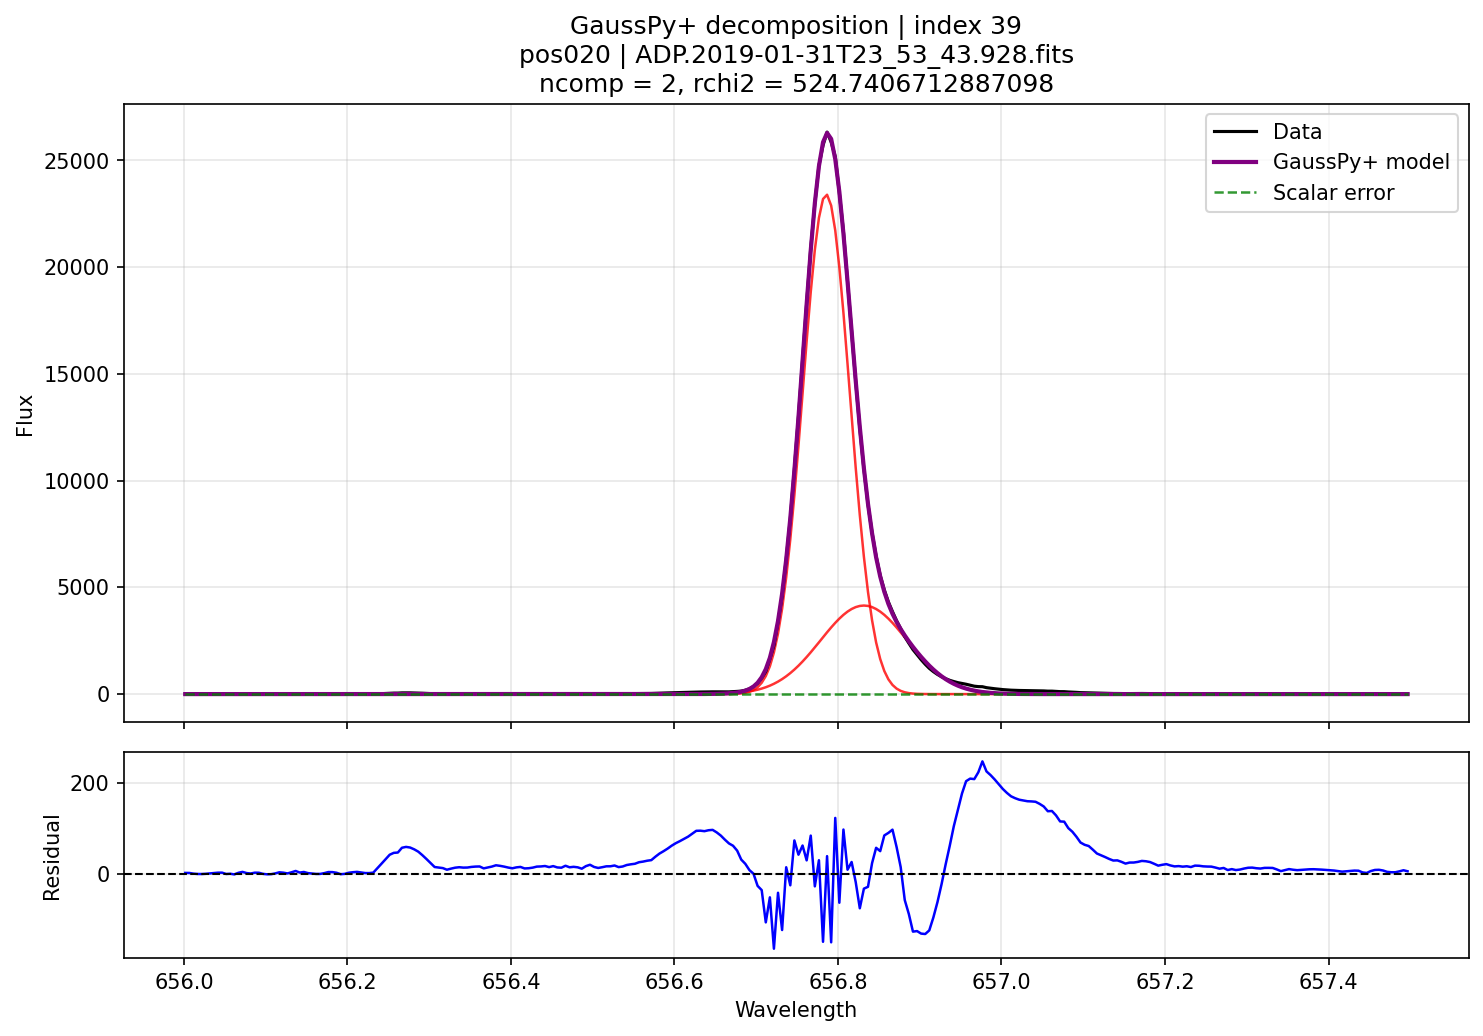 GaussPy+ decomposition | index 39
pos020 | ADP.2019-01-31T23_53_43.928.fits
ncomp = 2, rchi2 = 524.7406712887098
Data
GaussPy+ model
Scalar error
25000
20000
15000
10000
5000
0
Flux
200
0
Residual
656.0 656.2 656.4 656.6 656.8 657.0 657.2 657.4
Wavelength